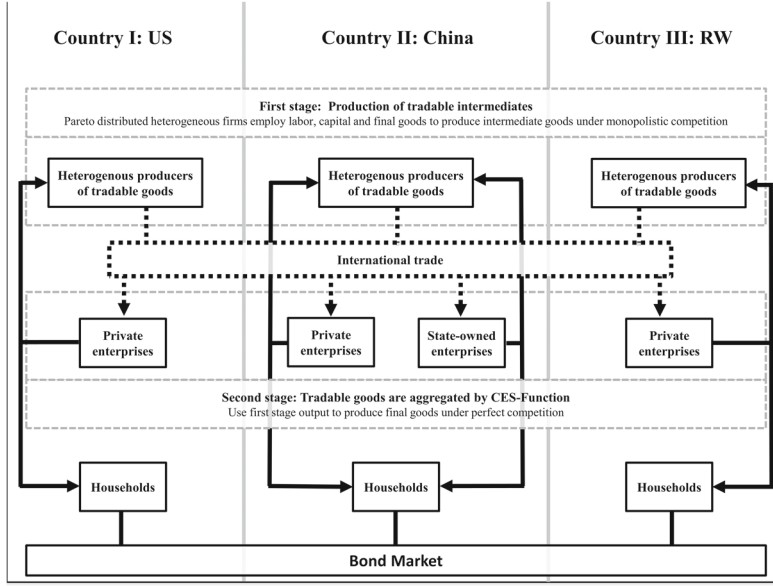 Country I: US
Country II: China
Country III: RW
First stage: Production of tradable intermediates
Pareto distributed heterogeneous firms employ labor, capital and final goods to produce intermediate goods under monopolistic competition
Heterogenous producers
of tradable goods
Heterogenous producers
of tradable goods
Heterogenous producers
of tradable goods
International trade
Private
enterprises
Private
enterprises
State-owned
enterprises
Private
enterprises
Second stage: Tradable goods are aggregated by CES-Function
Use first stage output to produce final goods under perfect competition
Households
Households
Households
Bond Market